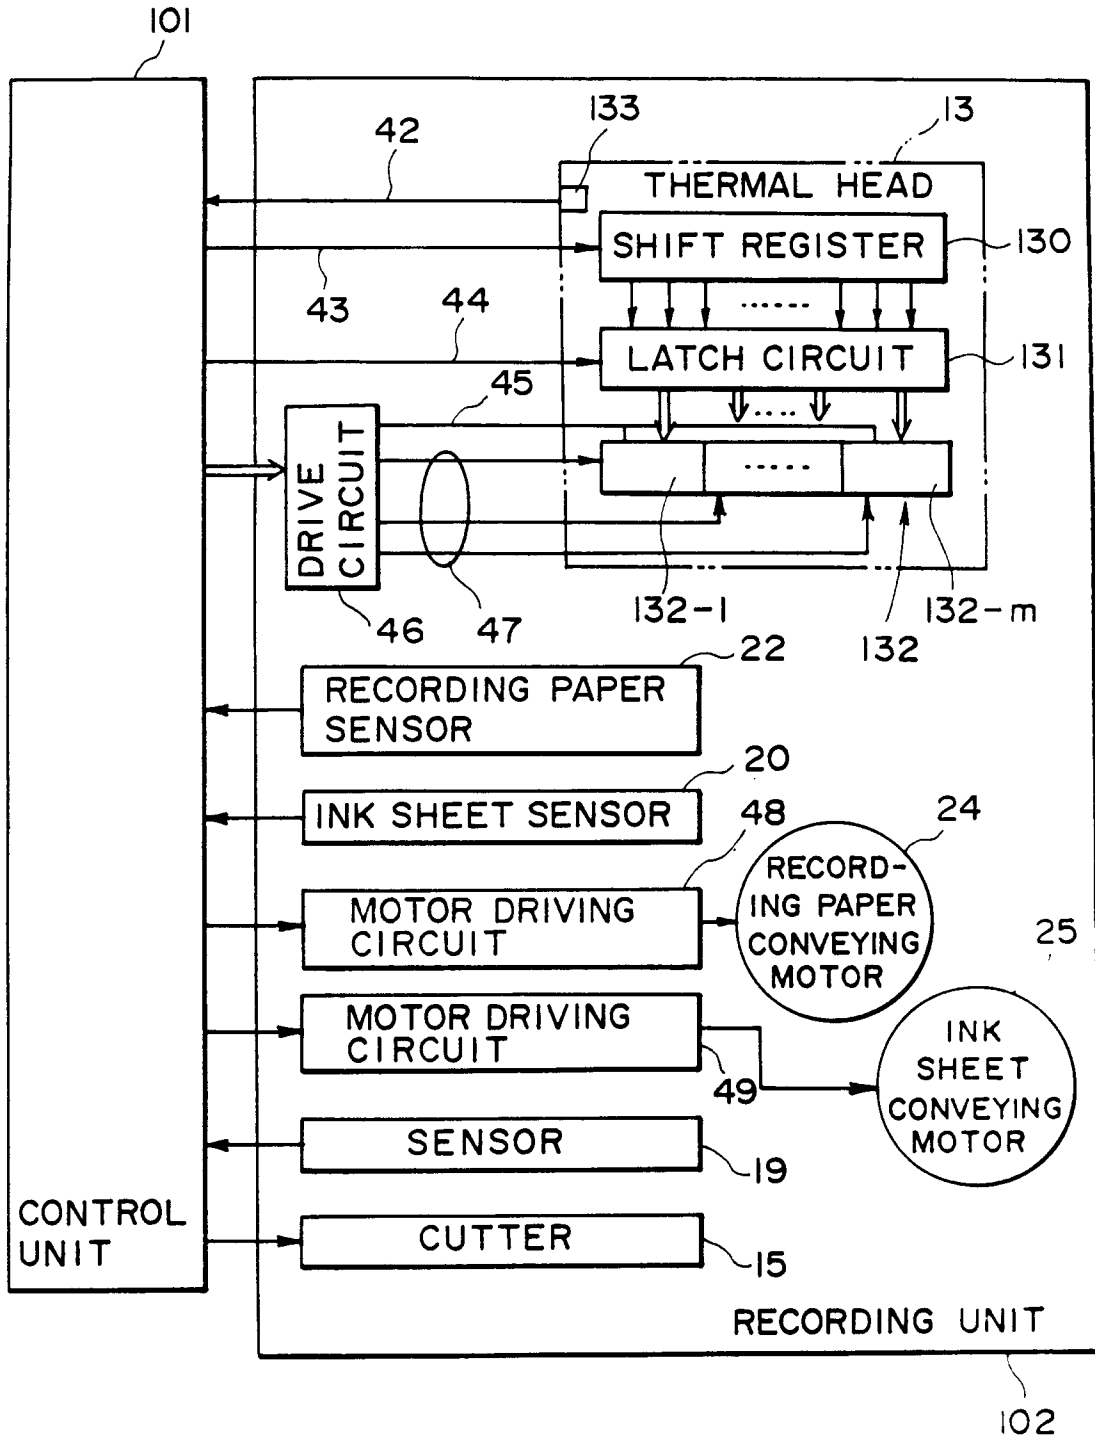 101
133
13
42
THERMAL HEAD
SHIFT REGISTER
130
43
44
LATCH CIRCUIT
131
45
DRIVE
CIRCUIT
46
47
132-1
132
132-m
22
RECORDING PAPER
SENSOR
20
INK SHEET SENSOR
48
24
MOTOR DRIVING
CIRCUIT
RECORD-
ING PAPER
CONVEYING
MOTOR
25
MOTOR DRIVING
CIRCUIT
49
INK
SHEET
CONVEYING
MOTOR
SENSOR
19
CONTROL
UNIT
CUTTER
15
RECORDING UNIT
102